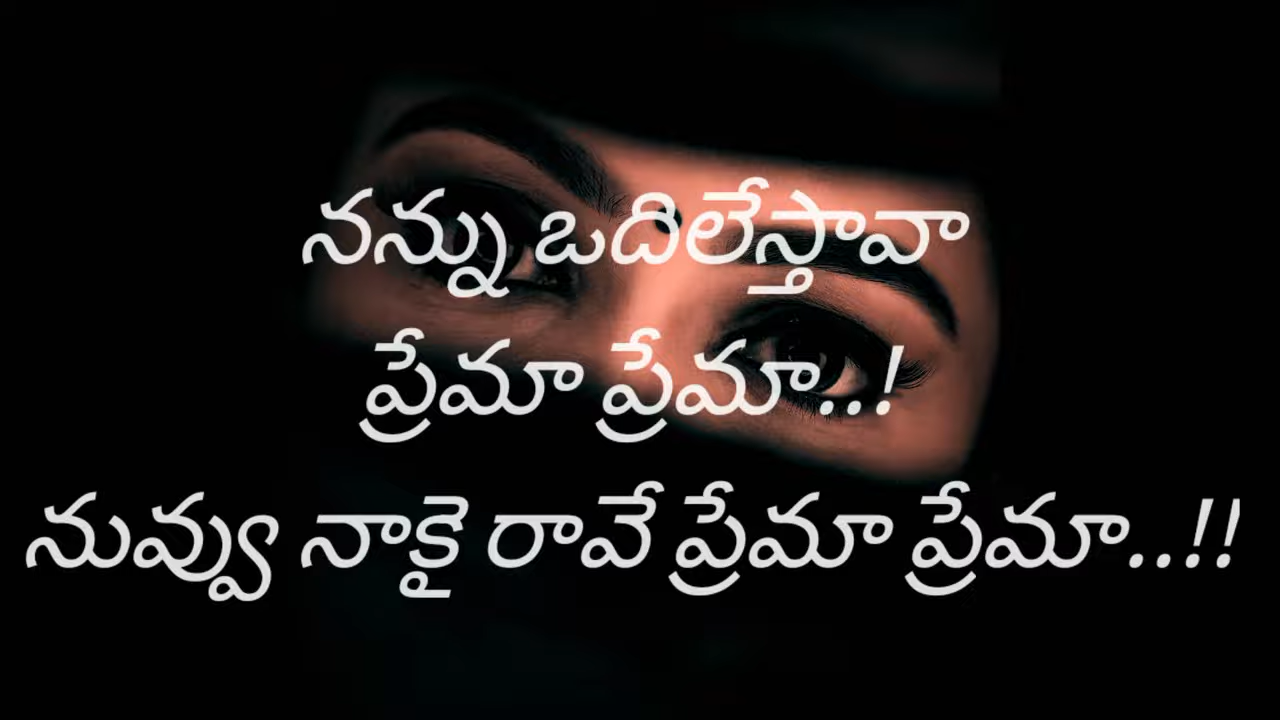 నన్ను ఒదిలేస్తావా
ప్రేమా ప్రేమా..!
నువ్వు నాకై రావే ప్రేమా ప్రేమా..!!